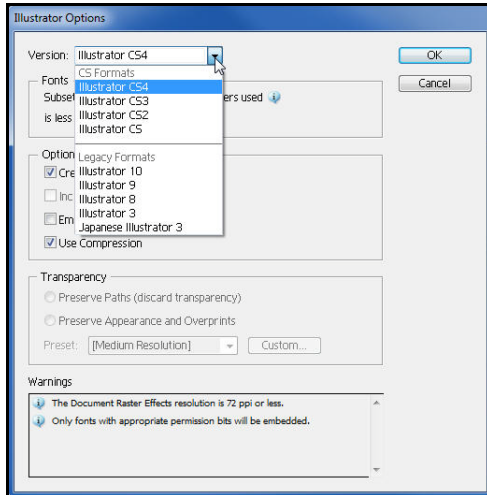 Illustrator Options
Version: Illustrator CS4
OK
CS Formats
Illustrator CS4
Illustrator CS3
Illustrator CS2
Illustrator CS
Legacy Formats
Illustrator 10
Illustrator 9
Illustrator 8
Illustrator 3
Japanese Illustrator 3
Cancel
Fonts
Subset ers used
is less
Option
Cre
Inc
Em
Use Compression
Transparency
Preserve Paths (discard transparency)
Preserve Appearance and Overprints
Preset: [Medium Resolution] Custom...
Warnings
The Document Raster Effects resolution is 72 ppi or less.
Only fonts with appropriate permission bits will be embedded.